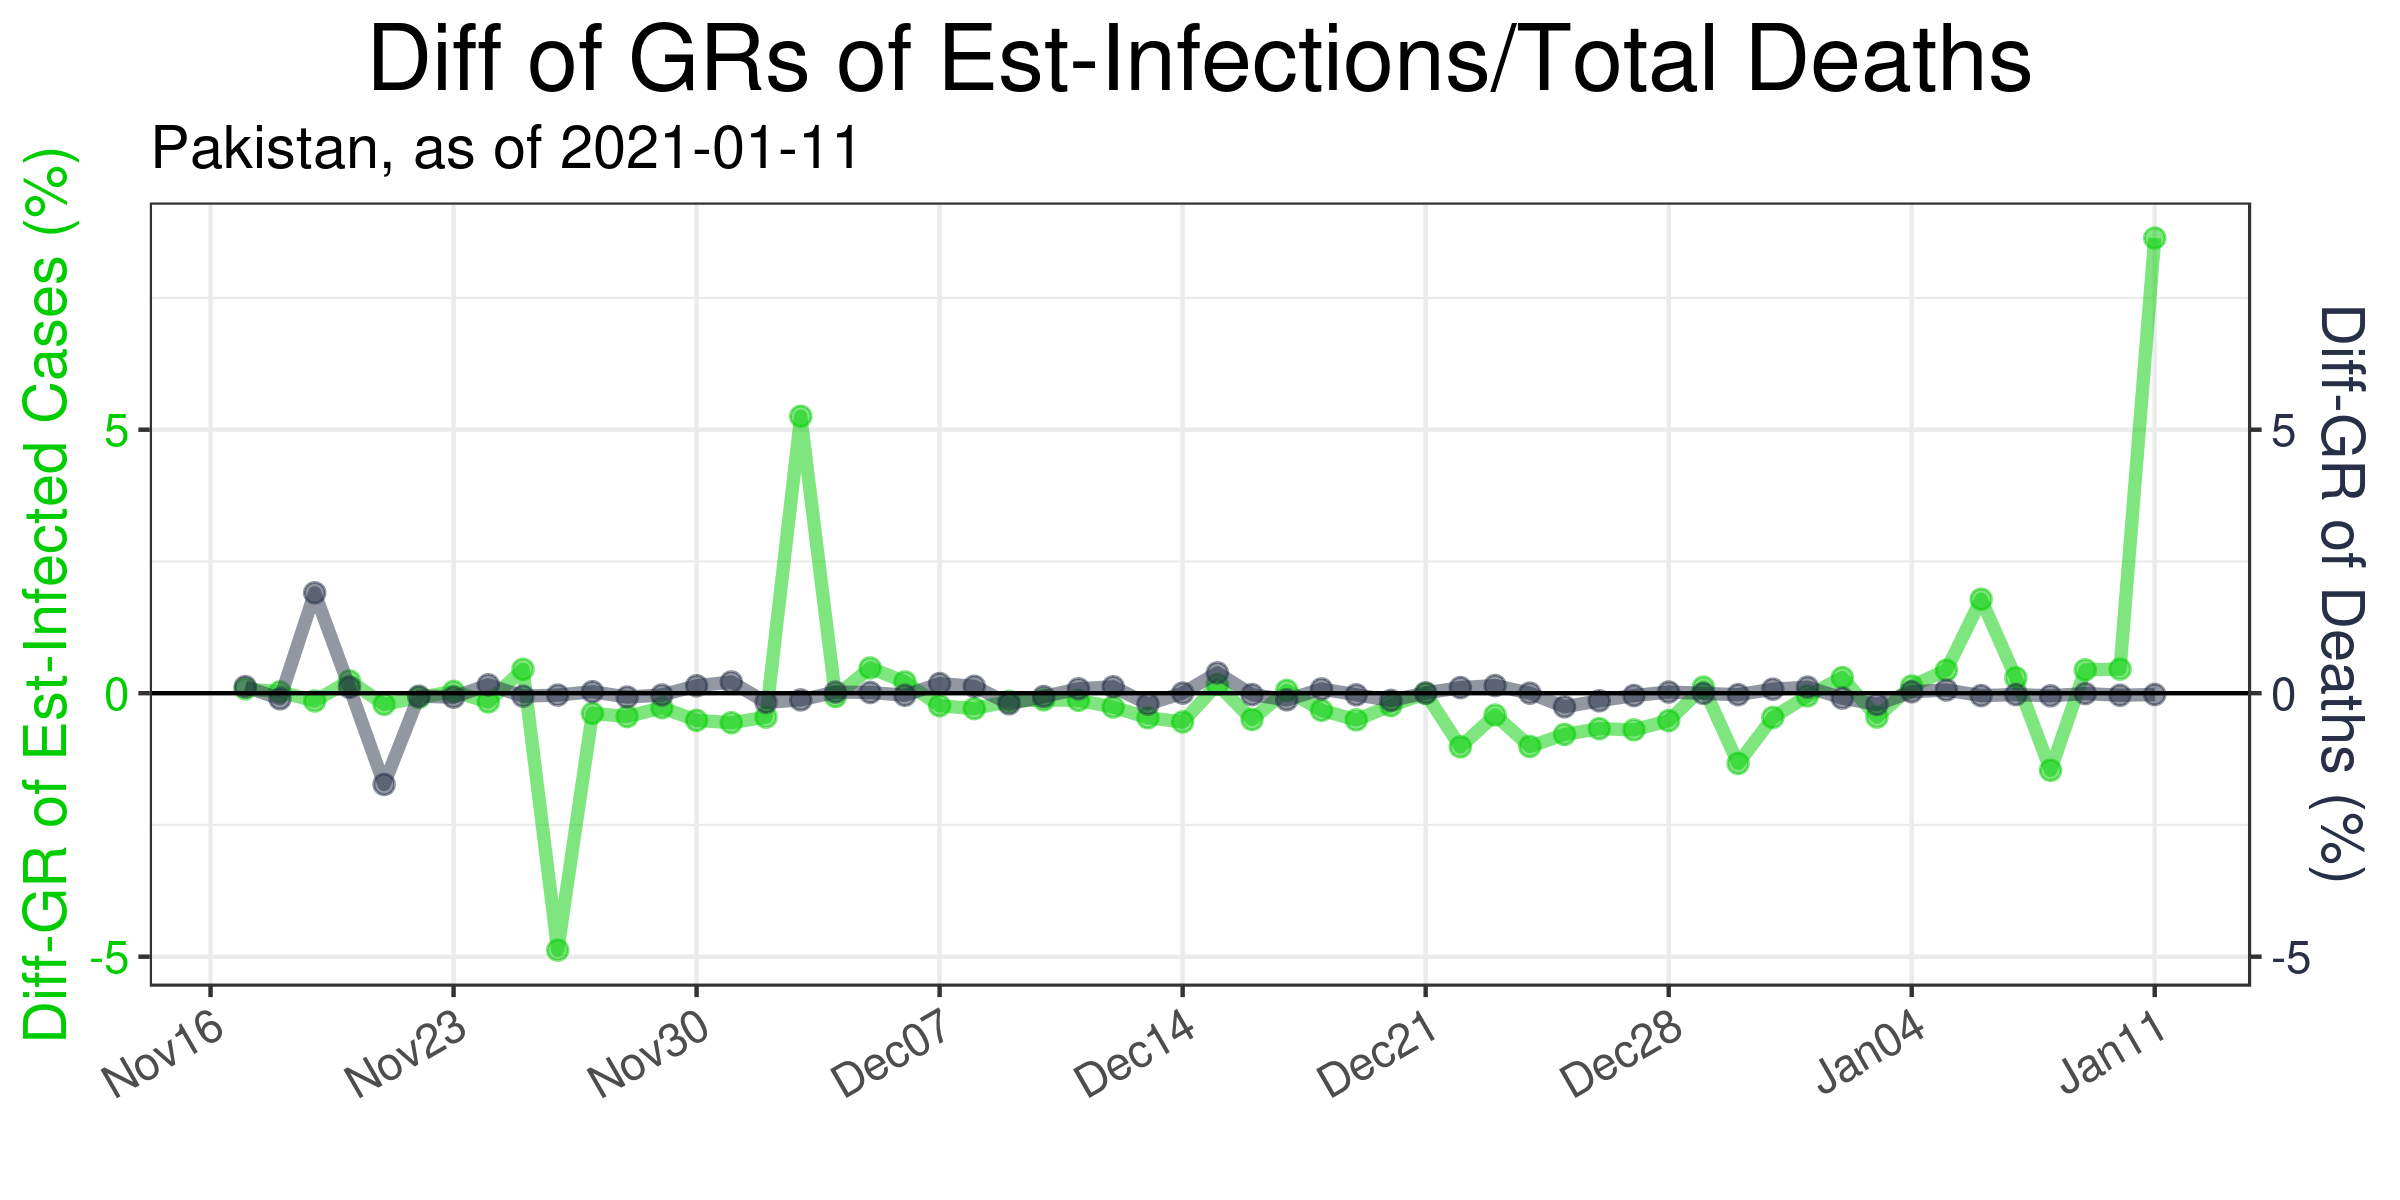 Diff of GRs of Est-Infections/Total Deaths
Pakistan, as of 2021-01-11
Diff-GR of Est-Infected Cases (%)
5
0
-5
5
0
-5
Diff-GR of Deaths (%)
Nov16
Nov23
Nov30
Dec07
Dec14
Dec21
Dec28
Jan04
Jan11